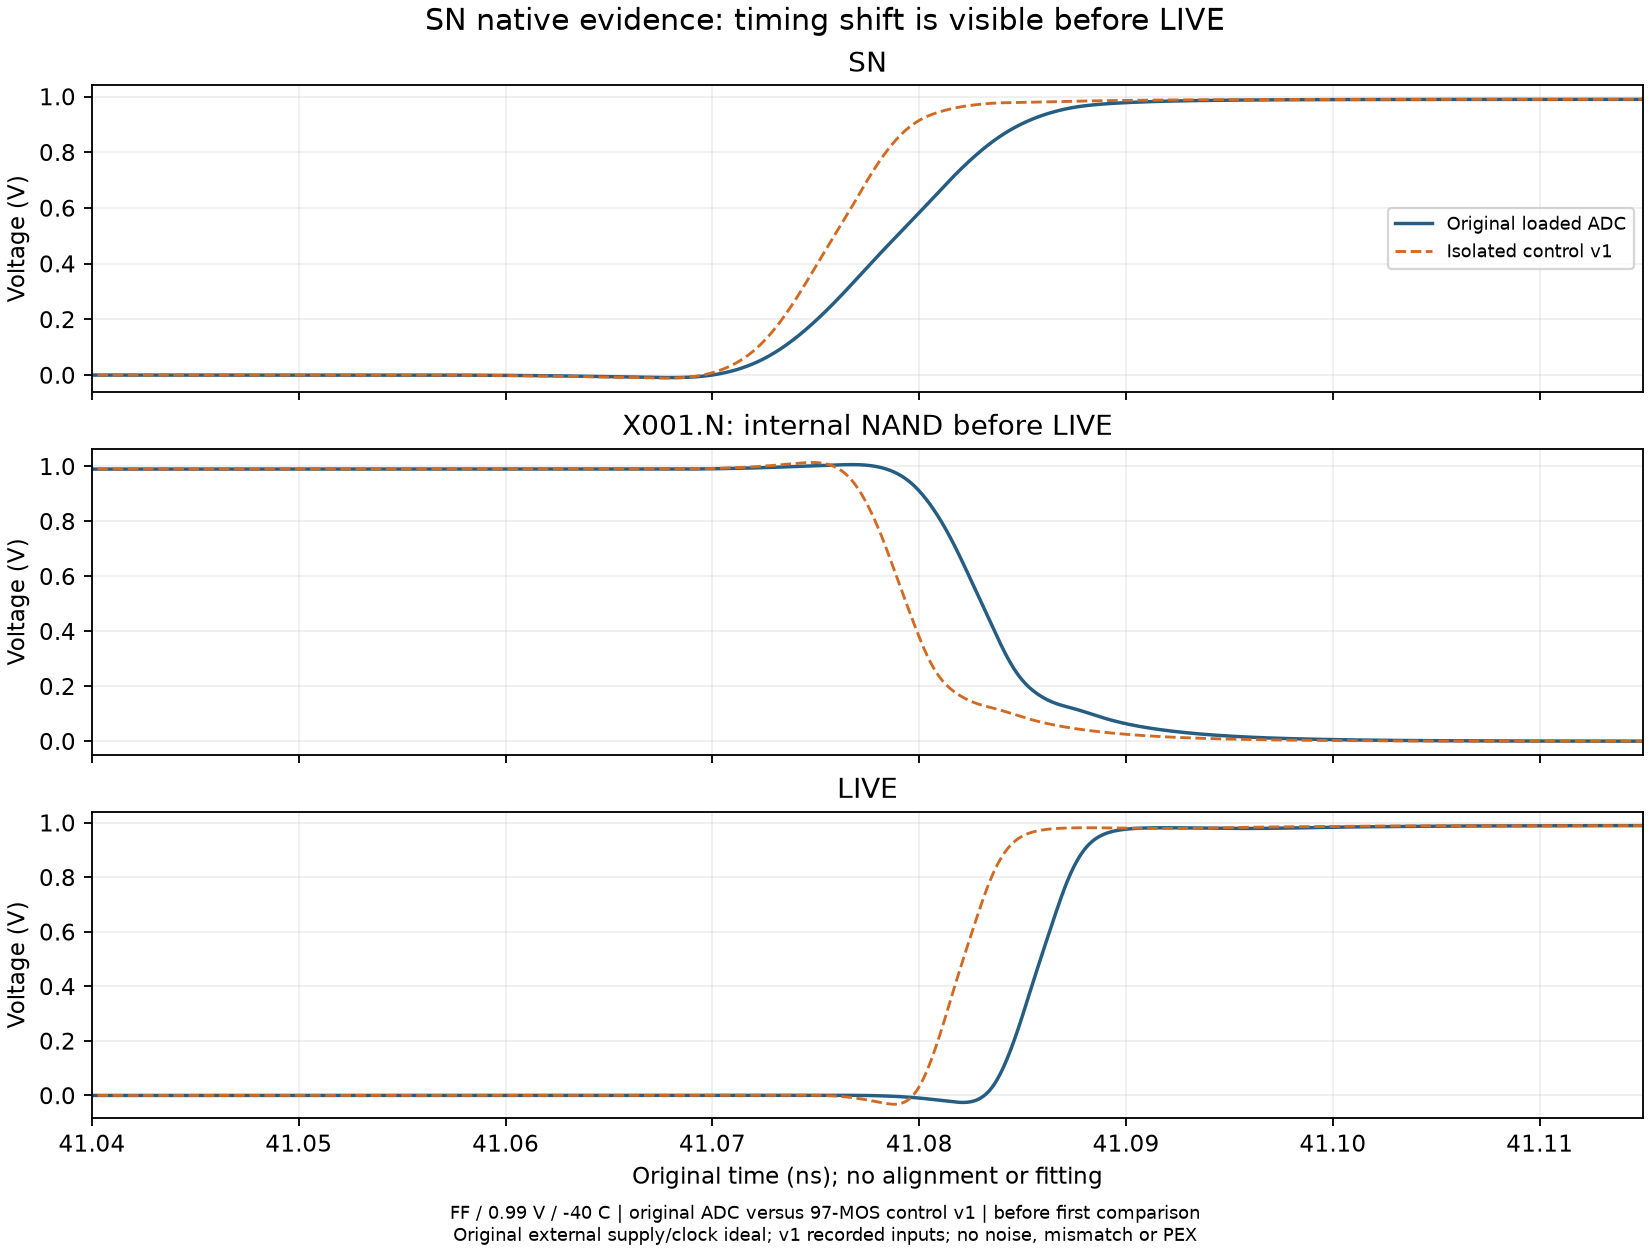 SN native evidence: timing shift is visible before LIVE
SN
1.0
0.8
0.6
0.4
0.2
0.0
Voltage (V)
Original loaded ADC
Isolated control v1
X001.N: internal NAND before LIVE
1.0
0.8
0.6
0.4
0.2
0.0
Voltage (V)
LIVE
1.0
0.8
0.6
0.4
0.2
0.0
Voltage (V)
41.04 41.05 41.06 41.07 41.08 41.09 41.10 41.11
Original time (ns); no alignment or fitting
FF / 0.99 V / -40 C | original ADC versus 97-MOS control v1 | before first comparison
Original external supply/clock ideal; v1 recorded inputs; no noise, mismatch or PEX